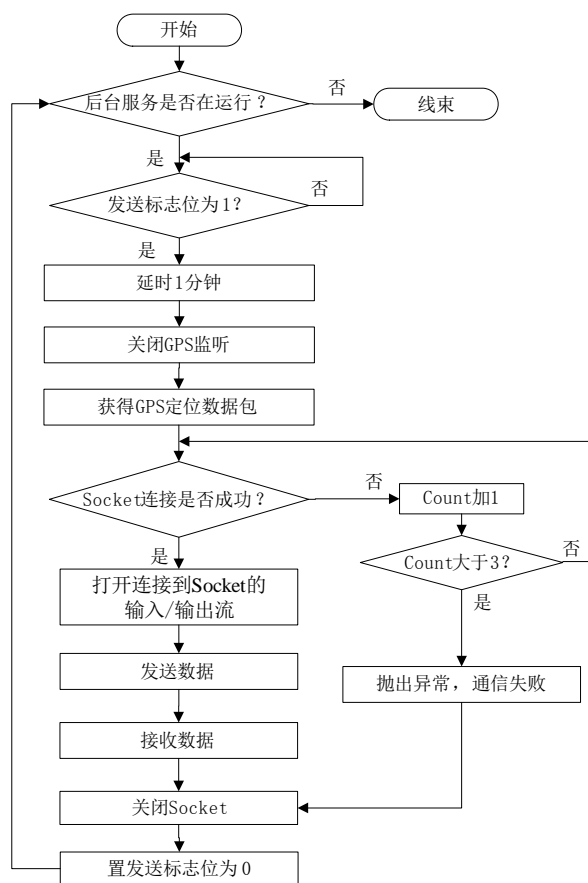 开始
后台服务是否在运行？
否
线束
是
否
发送标志位为1?
是
延时1分钟
关闭GPS监听
获得GPS定位数据包
Socket连接是否成功？
否
Count加1
是
Count大于3?
否
打开连接到Socket的
输入/输出流
是
发送数据
抛出异常，通信失败
接收数据
关闭Socket
置发送标志位为0